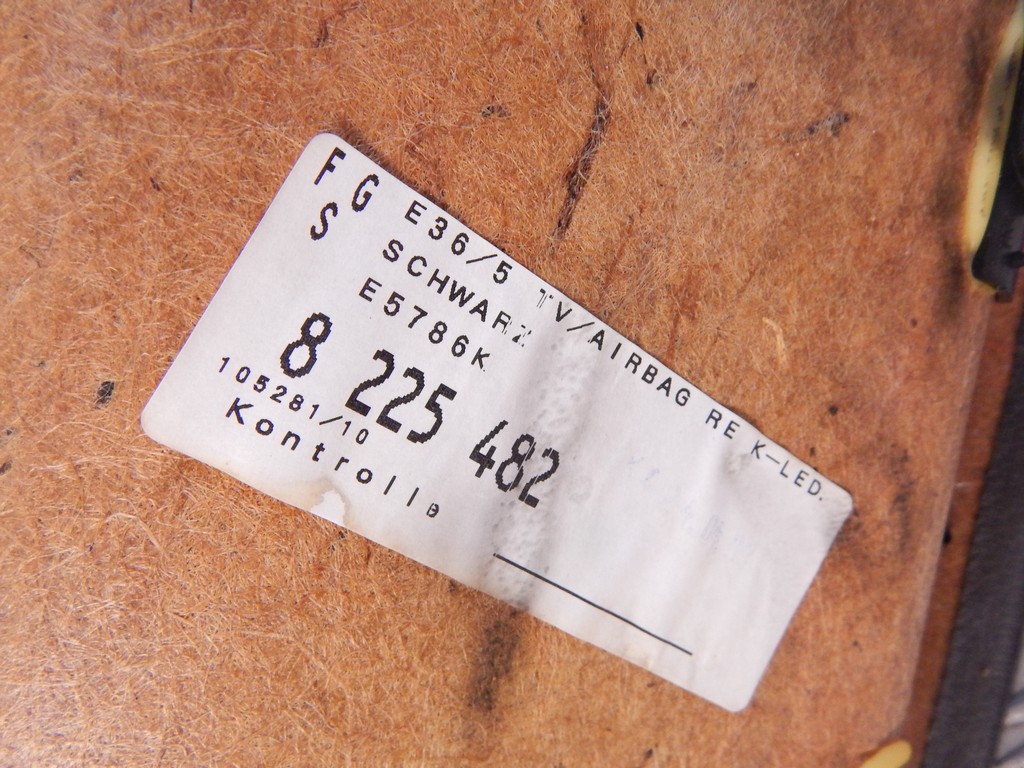 FG E36/5 TV/AIRBAG RE K-LED.
S SCHWARZ
E5786K
8 225 482
105281/10
Kontrolle